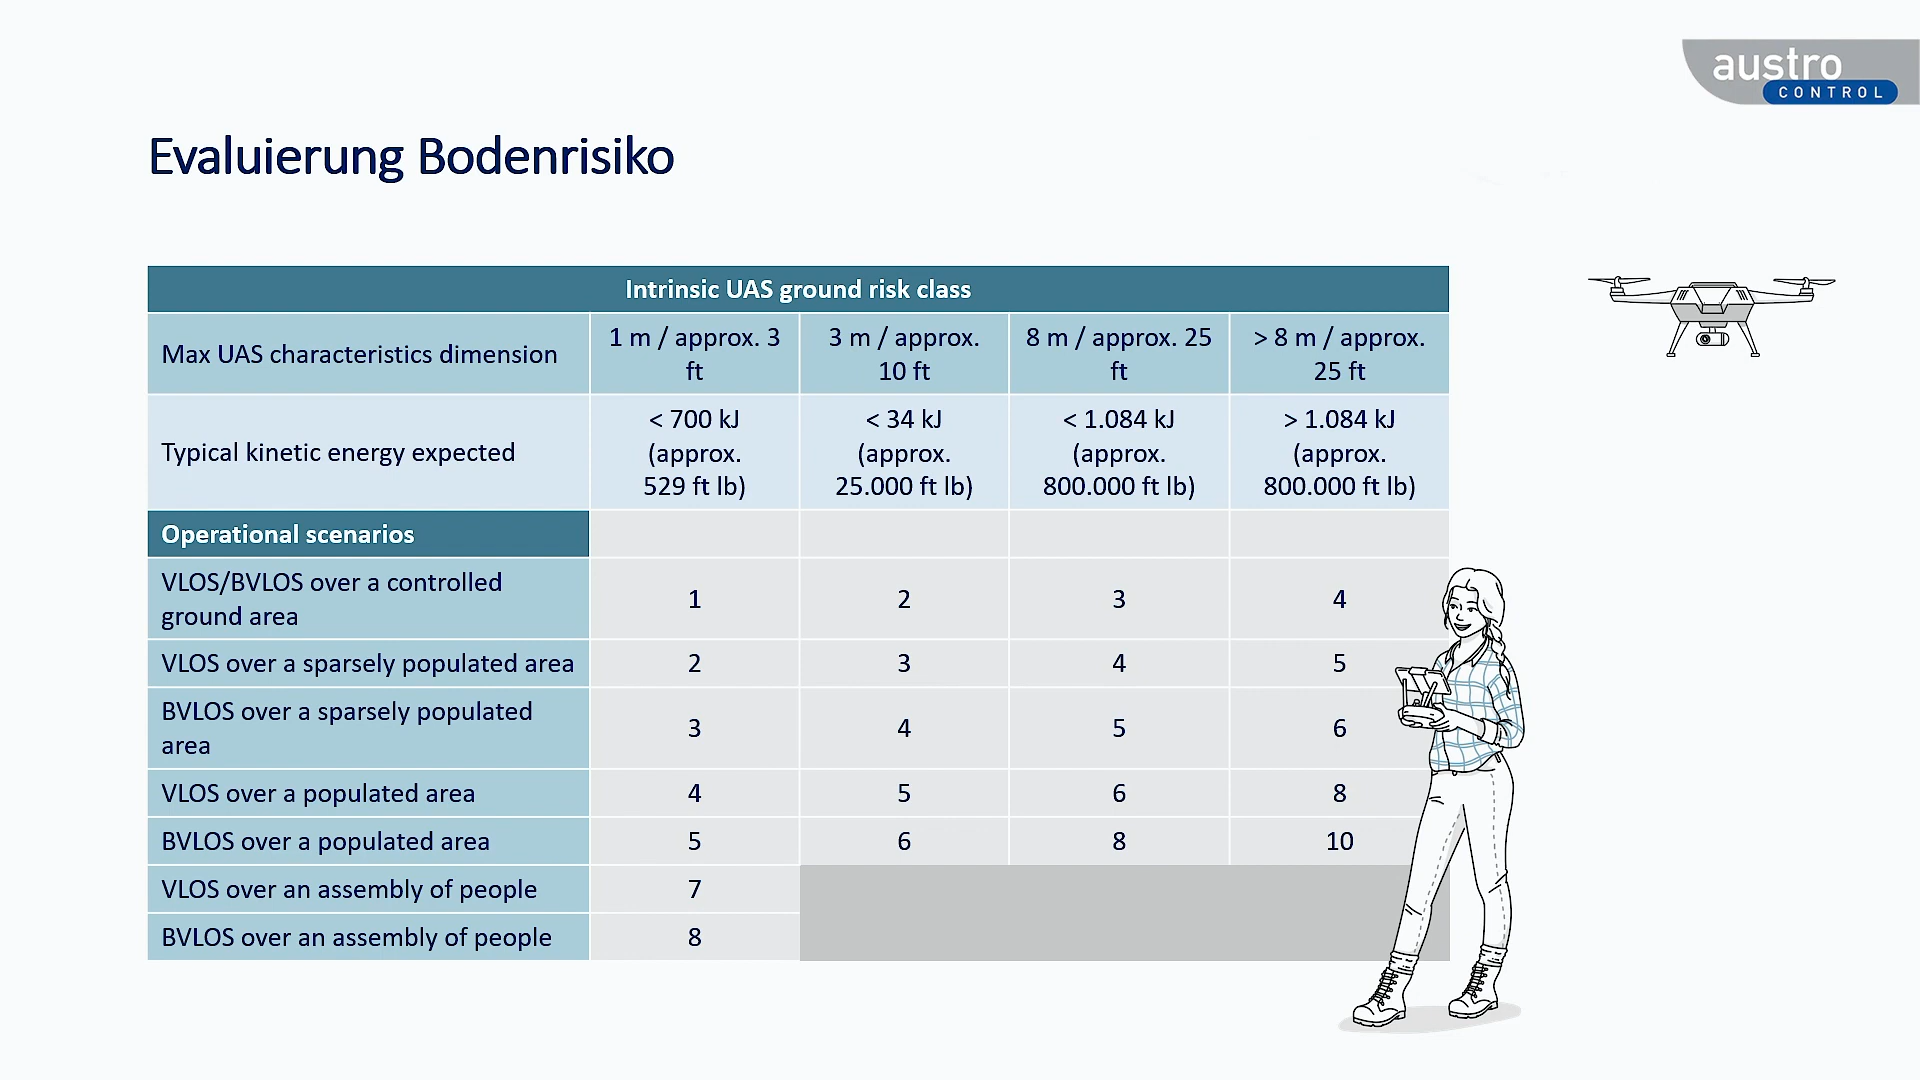 austro
CONTROL
Evaluierung Bodenrisiko
Intrinsic UAS ground risk class
Max UAS characteristics dimension
1 m / approx. 3
ft
3 m / approx.
10 ft
8 m / approx. 25
ft
> 8 m / approx.
25 ft
Typical kinetic energy expected
< 700 kJ
(approx.
529 ft lb)
< 34 kJ
(approx.
25.000 ft lb)
< 1.084 kJ
(approx.
800.000 ft lb)
> 1.084 kJ
(approx.
800.000 ft lb)
Operational scenarios
VLOS/BVLOS over a controlled
ground area
1 2 3 4
VLOS over a sparsely populated area 2 3 4 5
BVLOS over a sparsely populated
area
3 4 5 6
VLOS over a populated area 4 5 6 8
BVLOS over a populated area 5 6 8 10
VLOS over an assembly of people 7
BVLOS over an assembly of people 8